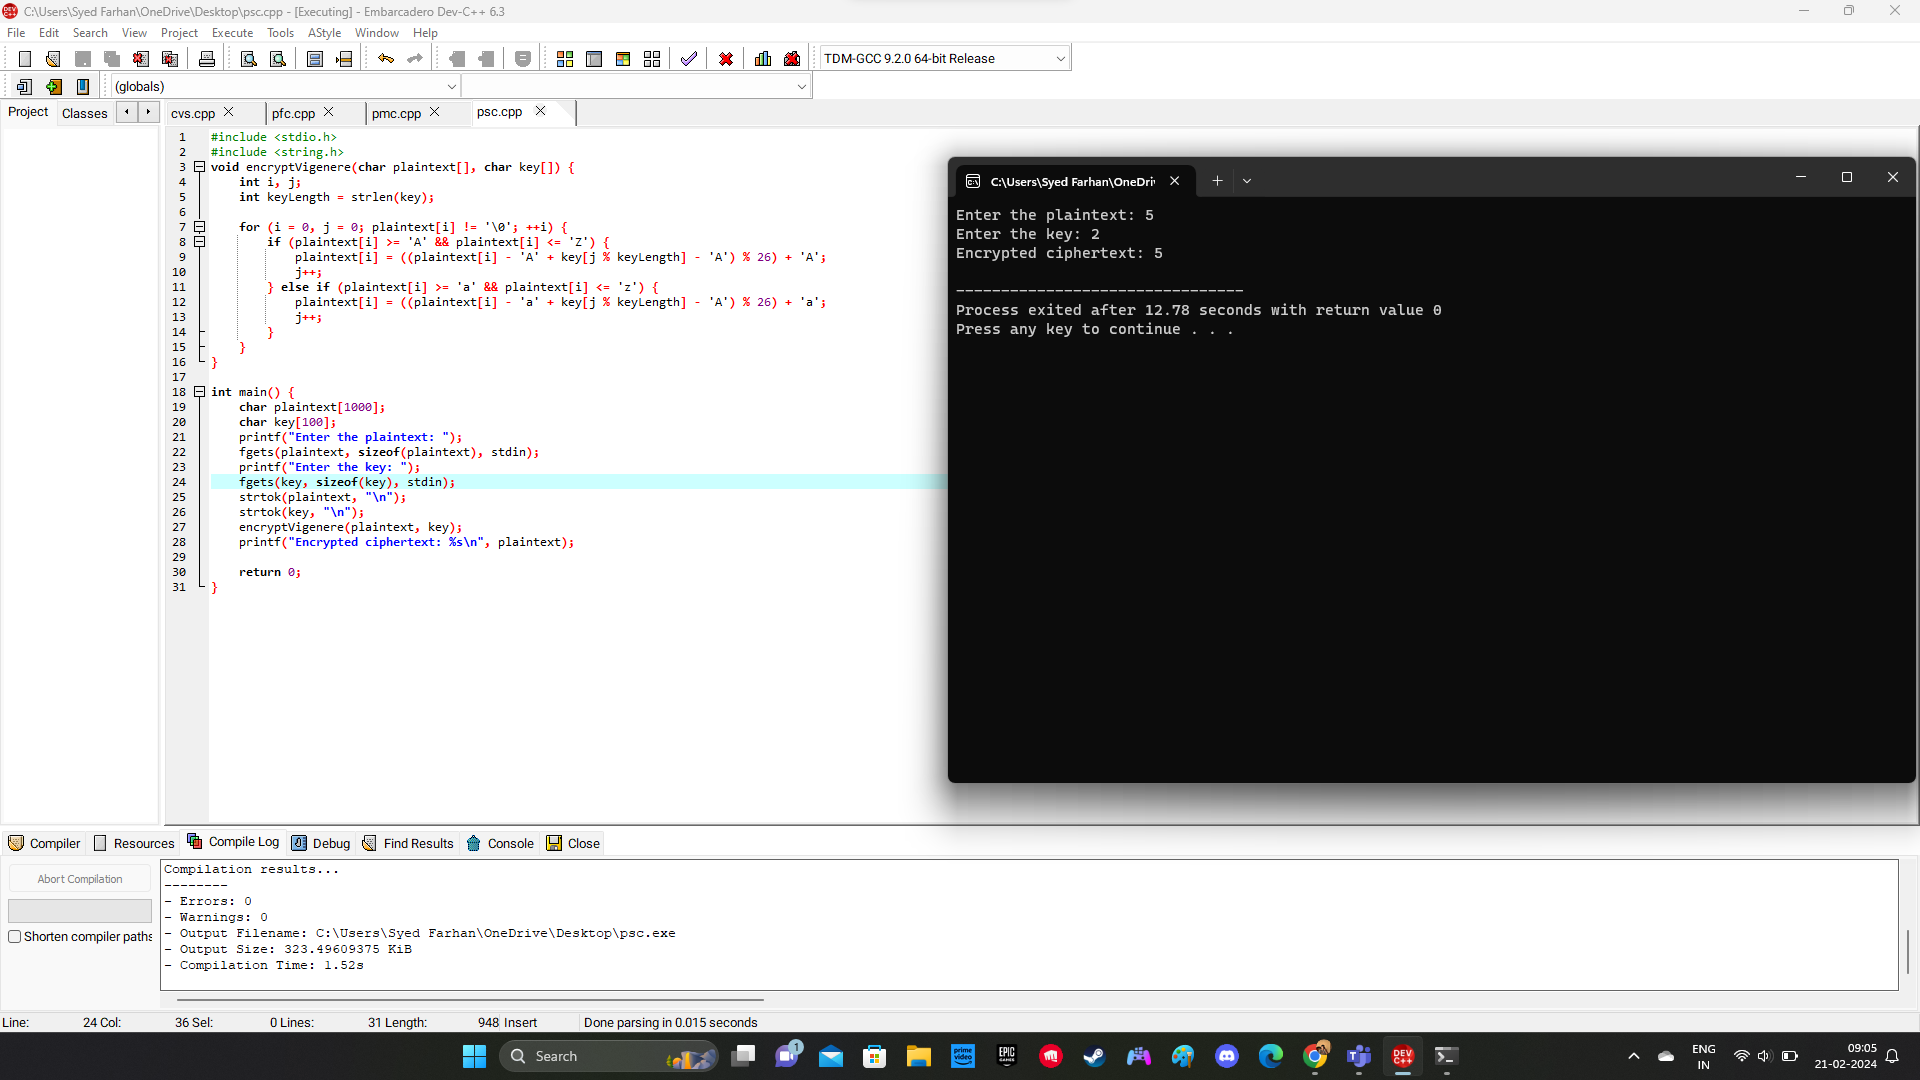 C:\Users\Syed Farhan\OneDrive\Desktop\psc.cpp - [Executing] - Embarcadero Dev-C++ 6.3
File Edit Search View Project Execute Tools AStyle Window Help
TDM-GCC 9.2.0 64-bit Release
(globals)
Project Classes cvs.cpp pfc.cpp pmc.cpp psc.cpp
1 #include <stdio.h>
2 #include <string.h>
3 void encryptVigenere(char plaintext[], char key[]) {
4 int i, j;
5 int keyLength = strlen(key);
6
7 for (i = 0, j = 0; plaintext[i] != '\0'; ++i) {
8 if (plaintext[i] >= 'A' && plaintext[i] <= 'Z') {
9 plaintext[i] = ((plaintext[i] - 'A' + key[j % keyLength] - 'A') % 26) + 'A';
10 j++;
11 } else if (plaintext[i] >= 'a' && plaintext[i] <= 'z') {
12 plaintext[i] = ((plaintext[i] - 'a' + key[j % keyLength] - 'A') % 26) + 'a';
13 j++;
14 }
15 }
16 }
17
18 int main() {
19 char plaintext[1000];
20 char key[100];
21 printf("Enter the plaintext: ");
22 fgets(plaintext, sizeof(plaintext), stdin);
23 printf("Enter the key: ");
24 fgets(key, sizeof(key), stdin);
25 strtok(plaintext, "\n");
26 strtok(key, "\n");
27 encryptVigenere(plaintext, key);
28 printf("Encrypted ciphertext: %s\n", plaintext);
29
30 return 0;
31 }
C:\Users\Syed Farhan\OneDri
Enter the plaintext: 5
Enter the key: 2
Encrypted ciphertext: 5
--------------------------------
Process exited after 12.78 seconds with return value 0
Press any key to continue . . .
Compiler Resources Compile Log Debug Find Results Console Close
Abort Compilation
Shorten compiler paths
Compilation results...
--------
- Errors: 0
- Warnings: 0
- Output Filename: C:\Users\Syed Farhan\OneDrive\Desktop\psc.exe
- Output Size: 323.49609375 KiB
- Compilation Time: 1.52s
Line: 24 Col: 36 Sel: 0 Lines: 31 Length: 948 Insert Done parsing in 0.015 seconds
Search
1
prime video
EPIC GAMES
DEV C++
ENG
IN
09:05
21-02-2024